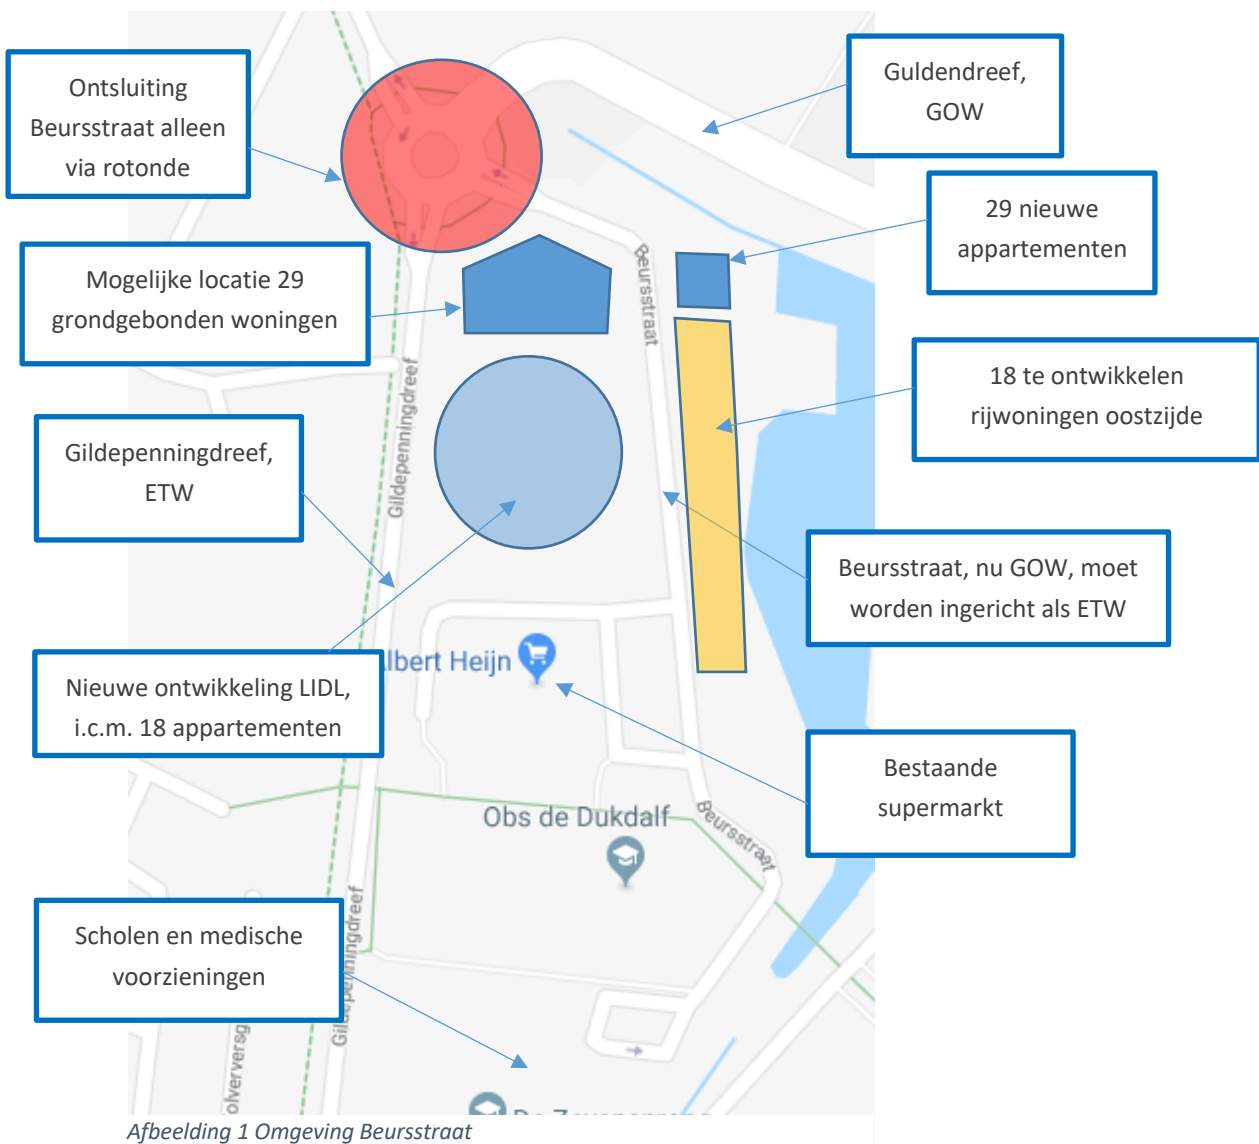 Ontsluiting
Beursstraat alleen
via rotonde
Guldendreef,
GOW
29 nieuwe
appartementen
Mogelijke locatie 29
grondgebonden woningen
Beursstraat
18 te ontwikkelen
rijwoningen oostzijde
Gildepenningdreef
Gildepenningdreef,
ETW
Beursstraat, nu GOW, moet
worden ingericht als ETW
lbert Heijn
Nieuwe ontwikkeling LIDL,
i.c.m. 18 appartementen
Bestaande
supermarkt
Obs de Dukdalf
Beursstraat
Scholen en medische
voorzieningen
Gildepenningdreef
olversg
Afbeelding 1 Omgeving Beursstraat